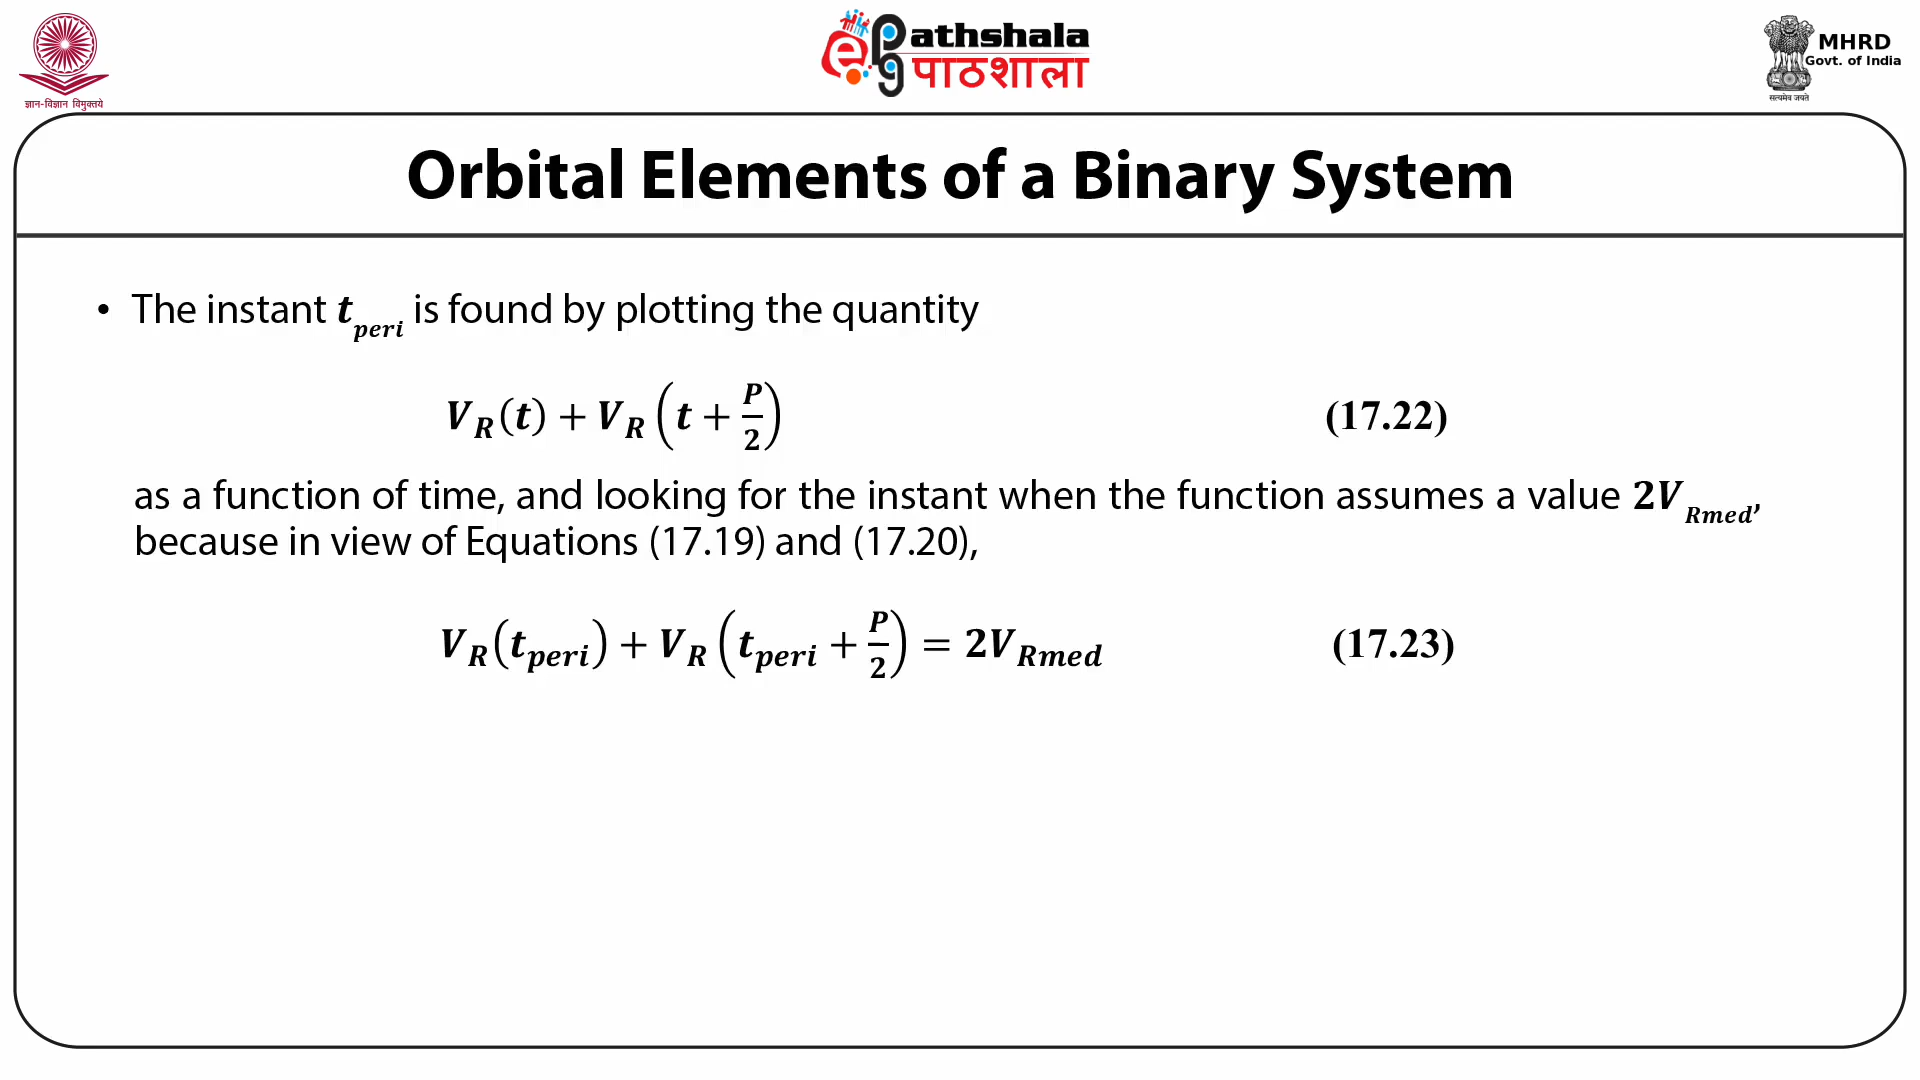 ज्ञान-विज्ञान विमुक्तये
epg Pathshala
पाठशाला
MHRD
Govt. of India
सत्यमेव जयते
Orbital Elements of a Binary System
• The instant t_peri is found by plotting the quantity
V_R(t) + V_R(t + P/2) (17.22)
as a function of time, and looking for the instant when the function assumes a value 2V_Rmed,
because in view of Equations (17.19) and (17.20),
V_R(t_peri) + V_R(t_peri + P/2) = 2V_Rmed (17.23)